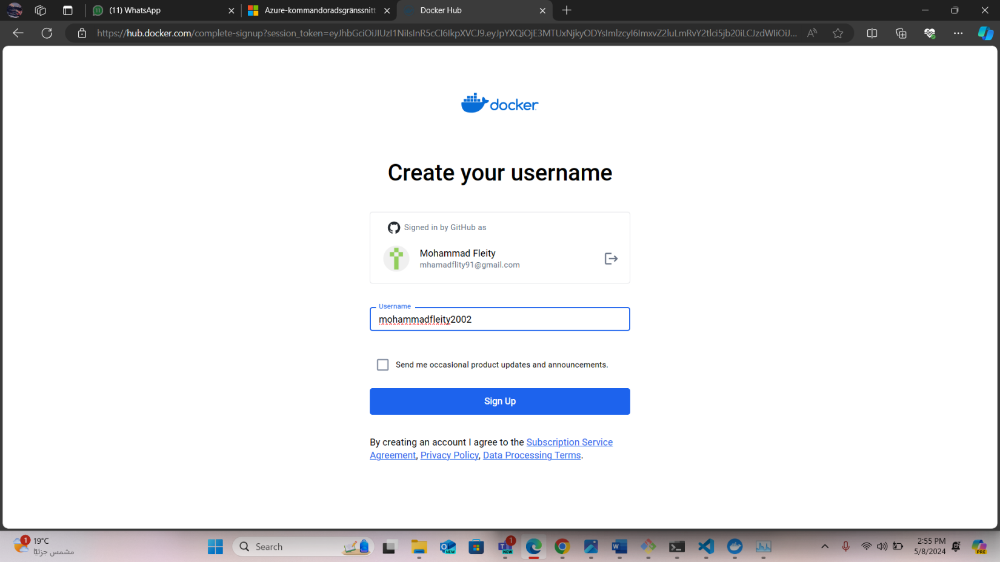 (11) WhatsApp
Azure-kommandoradsgränssnitt
Docker Hub
https://hub.docker.com/complete-signup?session_token=eyJhbGciOiJIUzI1NiIsInR5cCI6IkpXVCJ9.eyJpYXQiOjE3MTUxNjkyODYsImlzcyI6ImxvZ2luLmRvY2tlci5jb20iLCJzdWIiOiJ...
docker
Create your username
Signed in by GitHub as
Mohammad Fleity
mhamadflity91@gmail.com
Username
mohammadfleity2002
Send me occasional product updates and announcements.
Sign Up
By creating an account I agree to the Subscription Service
Agreement, Privacy Policy, Data Processing Terms.
1
19°C
مشمس جزئيًا
Search
NEW
1
NEW
2:55 PM
5/8/2024
PRE